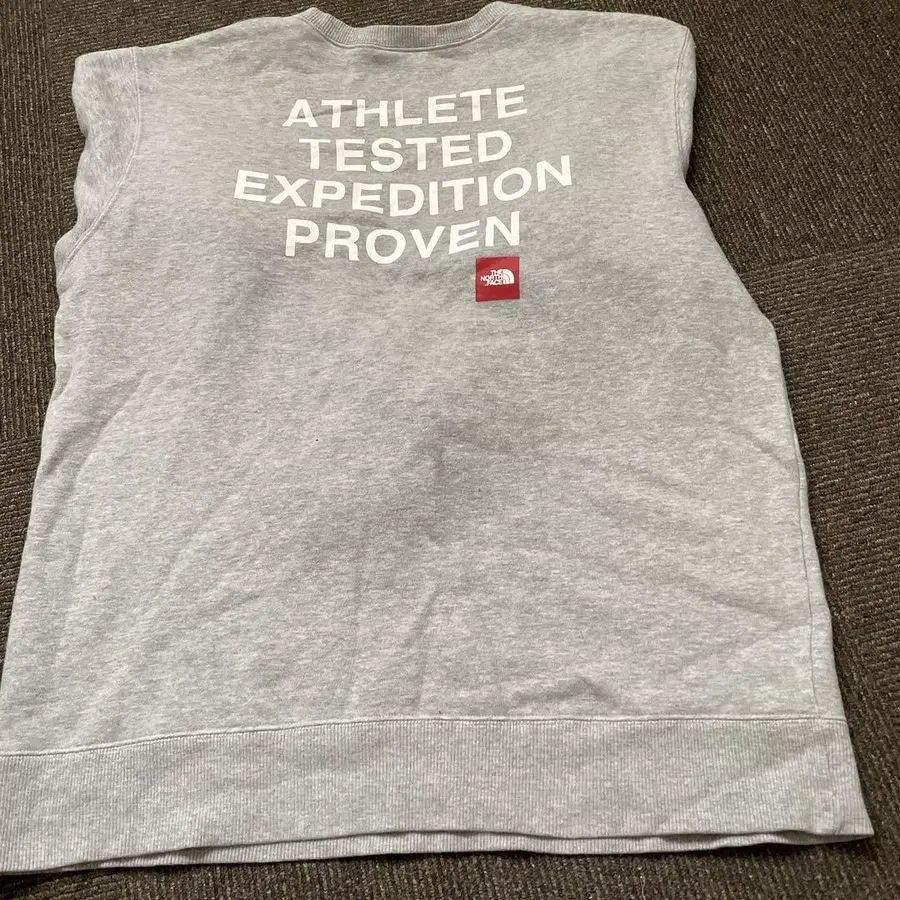 ATHLETE
TESTED
EXPEDITION
PROVEN
THE
NORTH
FACE